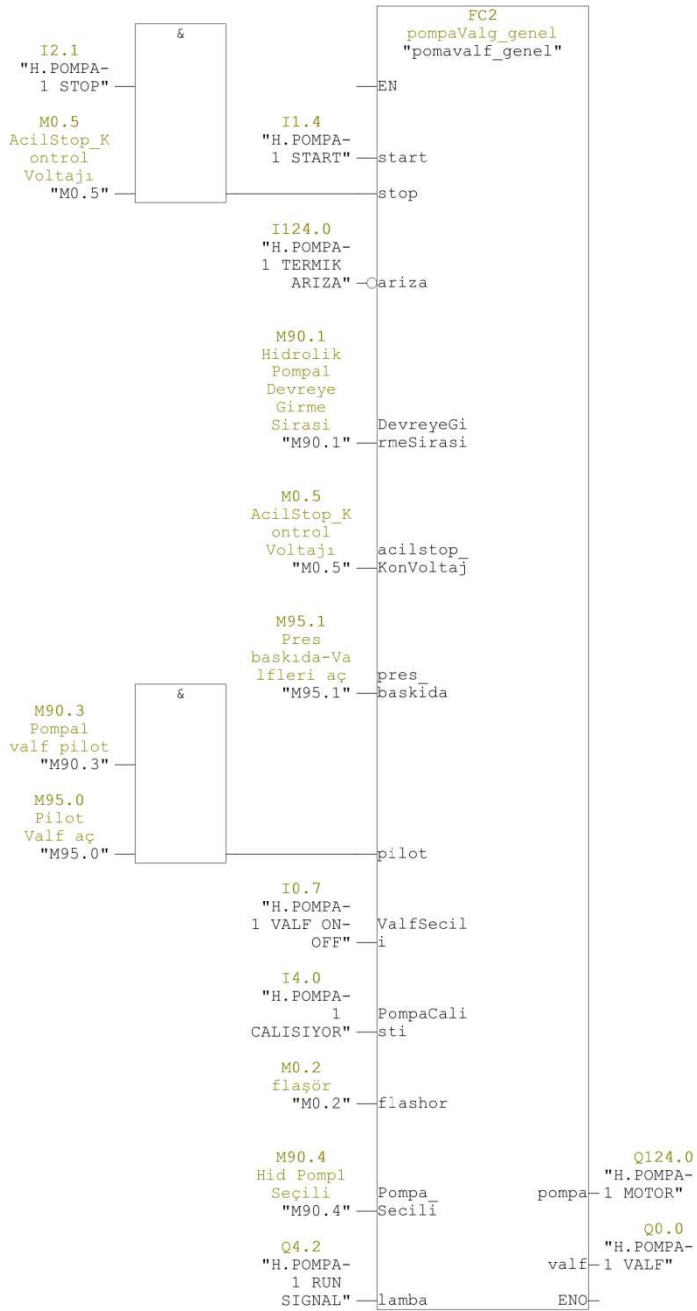 FC2
pompaValg_genel
"pomavalf_genel"
&
I2.1
"H.POMPA-
1 STOP"
EN
M0.5
AcilStop_K
ontrol
Voltajı
"M0.5"
I1.4
"H.POMPA-
1 START"
start
stop
I124.0
"H.POMPA-
1 TERMIK
ARIZA"
ariza
M90.1
Hidrolik
Pompa1
Devreye
Girme
Sirasi
"M90.1"
DevreyeGi
rmeSirasi
M0.5
AcilStop_K
ontrol
Voltajı
"M0.5"
acilstop_
KonVoltaj
M95.1
Pres
baskıda-Va
lfleri aç
"M95.1"
pres_
baskida
&
M90.3
Pompa1
valf pilot
"M90.3"
M95.0
Pilot
Valf aç
"M95.0"
pilot
I0.7
"H.POMPA-
1 VALF ON-
OFF"
ValfSecil
i
I4.0
"H.POMPA-
1
CALISIYOR"
PompaCali
sti
M0.2
flaşör
"M0.2"
flashor
M90.4
Hid Pomp1
Seçili
"M90.4"
Pompa_
Secili
Q124.0
"H.POMPA-
1 MOTOR"
pompa
Q4.2
"H.POMPA-
1 RUN
SIGNAL"
lamba
Q0.0
"H.POMPA-
1 VALF"
valf
ENO